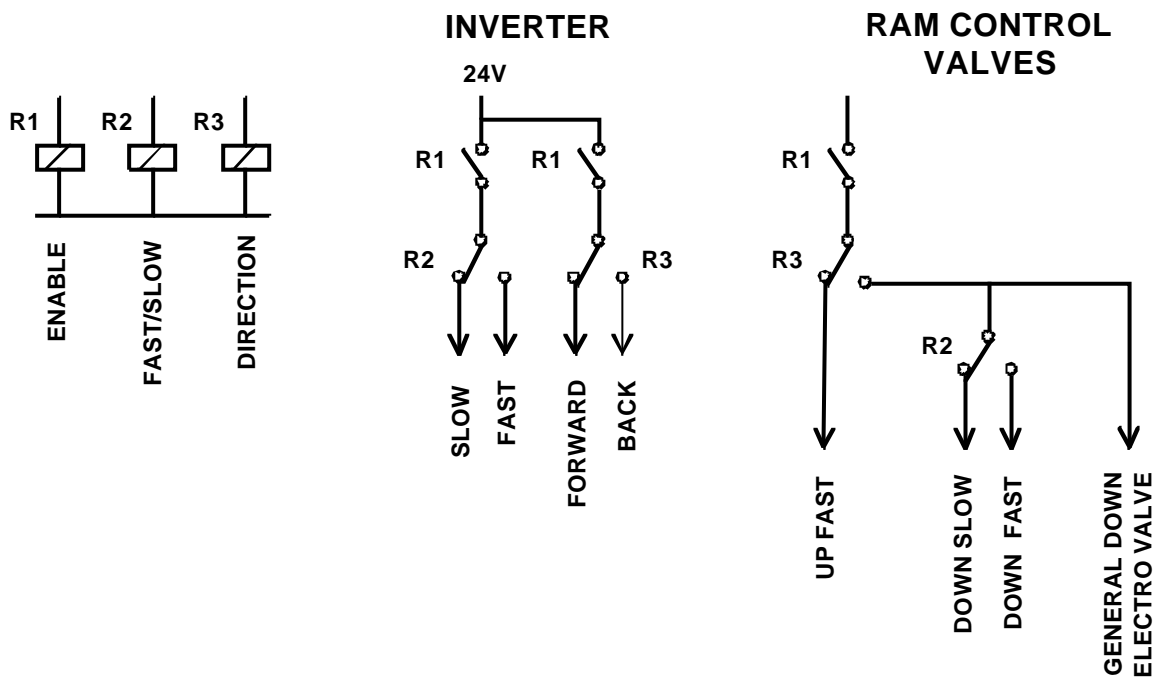 INVERTER
RAM CONTROL
VALVES
24V
R1
R2
R3
R1
R1
R1
R2
R3
R3
R2
ENABLE
FAST/SLOW
DIRECTION
SLOW
FAST
FORWARD
BACK
UP FAST
DOWN SLOW
DOWN FAST
GENERAL DOWN
ELECTRO VALVE